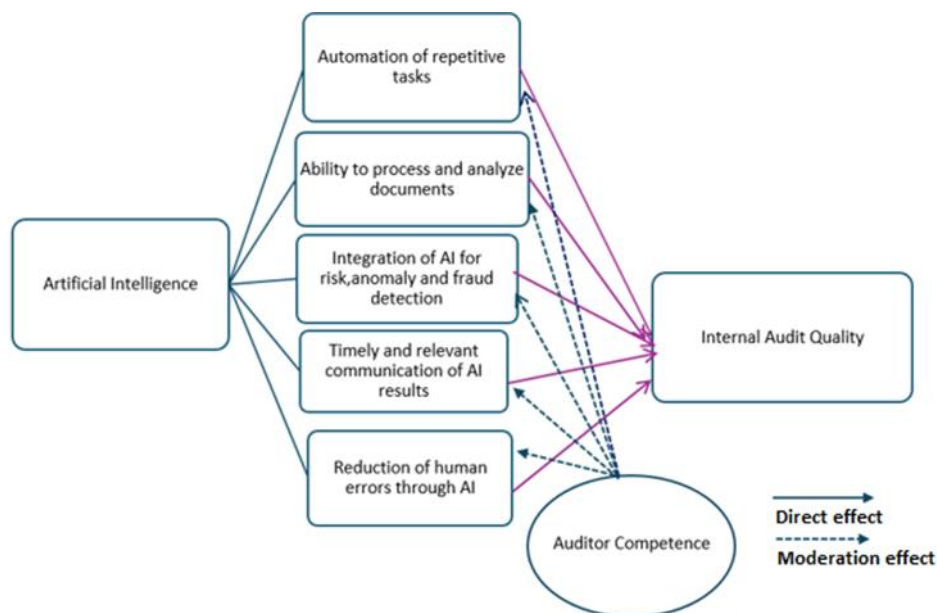 Automation of repetitive
tasks
Ability to process and analyze
documents
Artificial Intelligence
Integration of AI for
risk,anomaly and fraud
detection
Internal Audit Quality
Timely and relevant
communication of AI
results
Reduction of human
errors through AI
Auditor Competence
Direct effect
Moderation effect